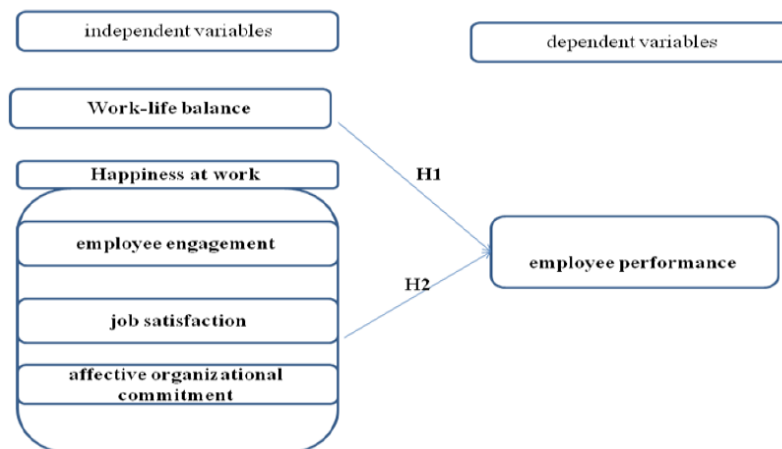 independent variables
dependent variables
Work-life balance
Happiness at work
H1
employee engagement
employee performance
H2
job satisfaction
affective organizational
commitment